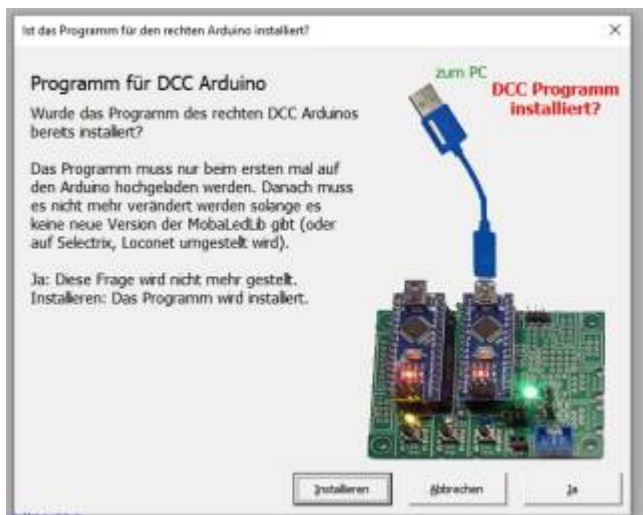 Ist das Programm für den rechten Arduino installiert?
Programm für DCC Arduino
Wurde das Programm des rechten DCC Arduinos
bereits installiert?
Das Programm muss nur beim ersten mal auf
den Arduino hochgeladen werden. Danach muss
es nicht mehr verändert werden solange es
keine neue Version der MobaLedLib gibt (oder
auf Selectrix, Loconet umgestellt wird).
Ja: Diese Frage wird nicht mehr gestelt.
Installieren: Das Programm wird installert.
zum PC
DCC Programm
installiert?
Installieren
Abbrechen
Ja